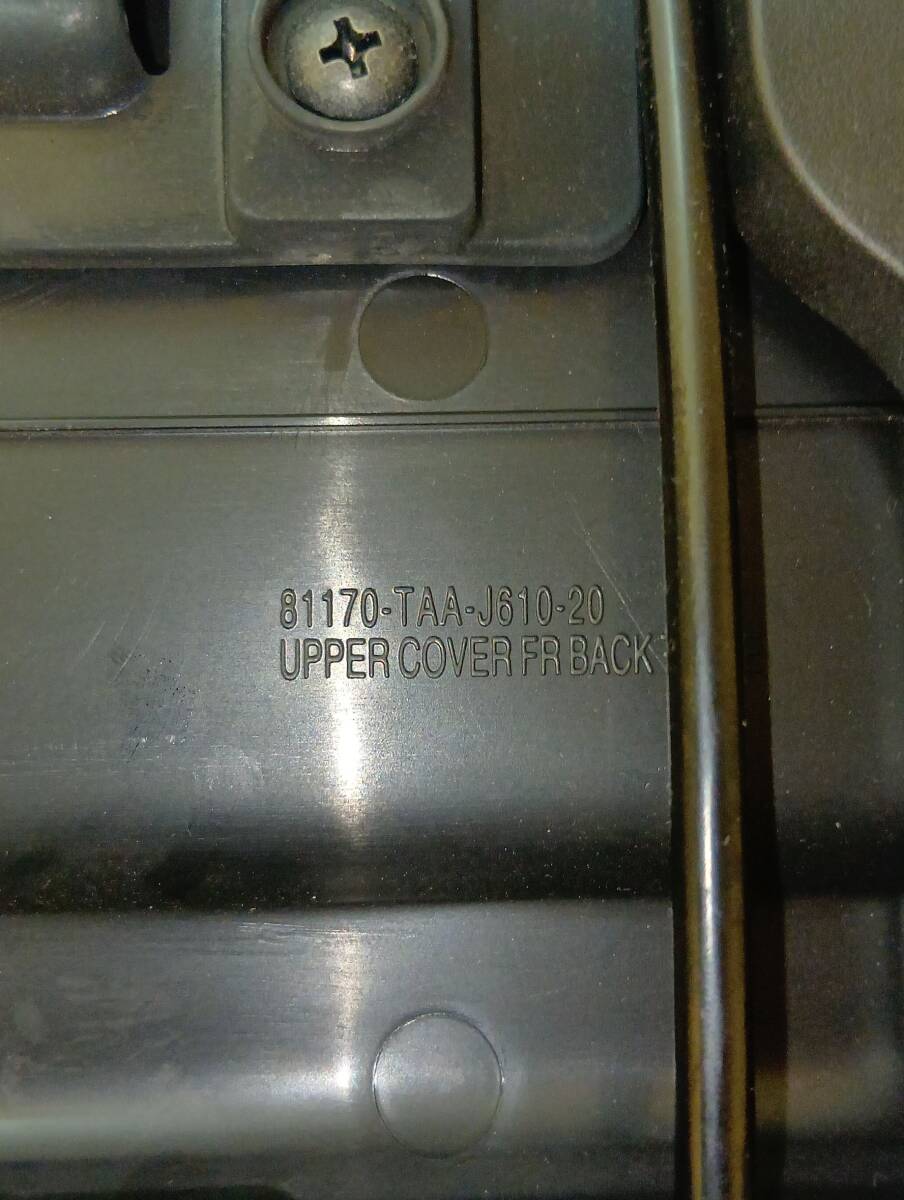 81170-TAA-J610-20
UPPER COVER FR BACK